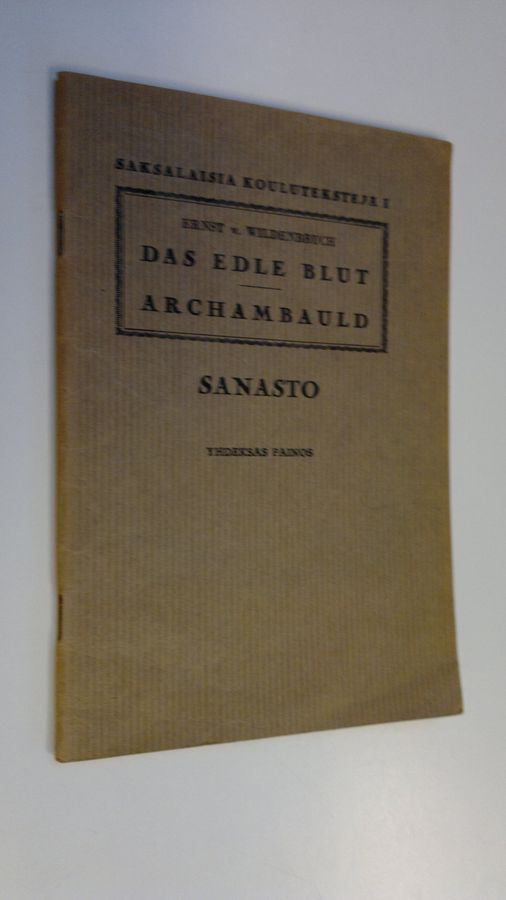 SAKSALAISIA KOULUTEKSTEJÄ I
ERNST v. WILDENBRUCH
DAS EDLE BLUT
ARCHAMBAULD
SANASTO
YHDEKSÄS PAINOS